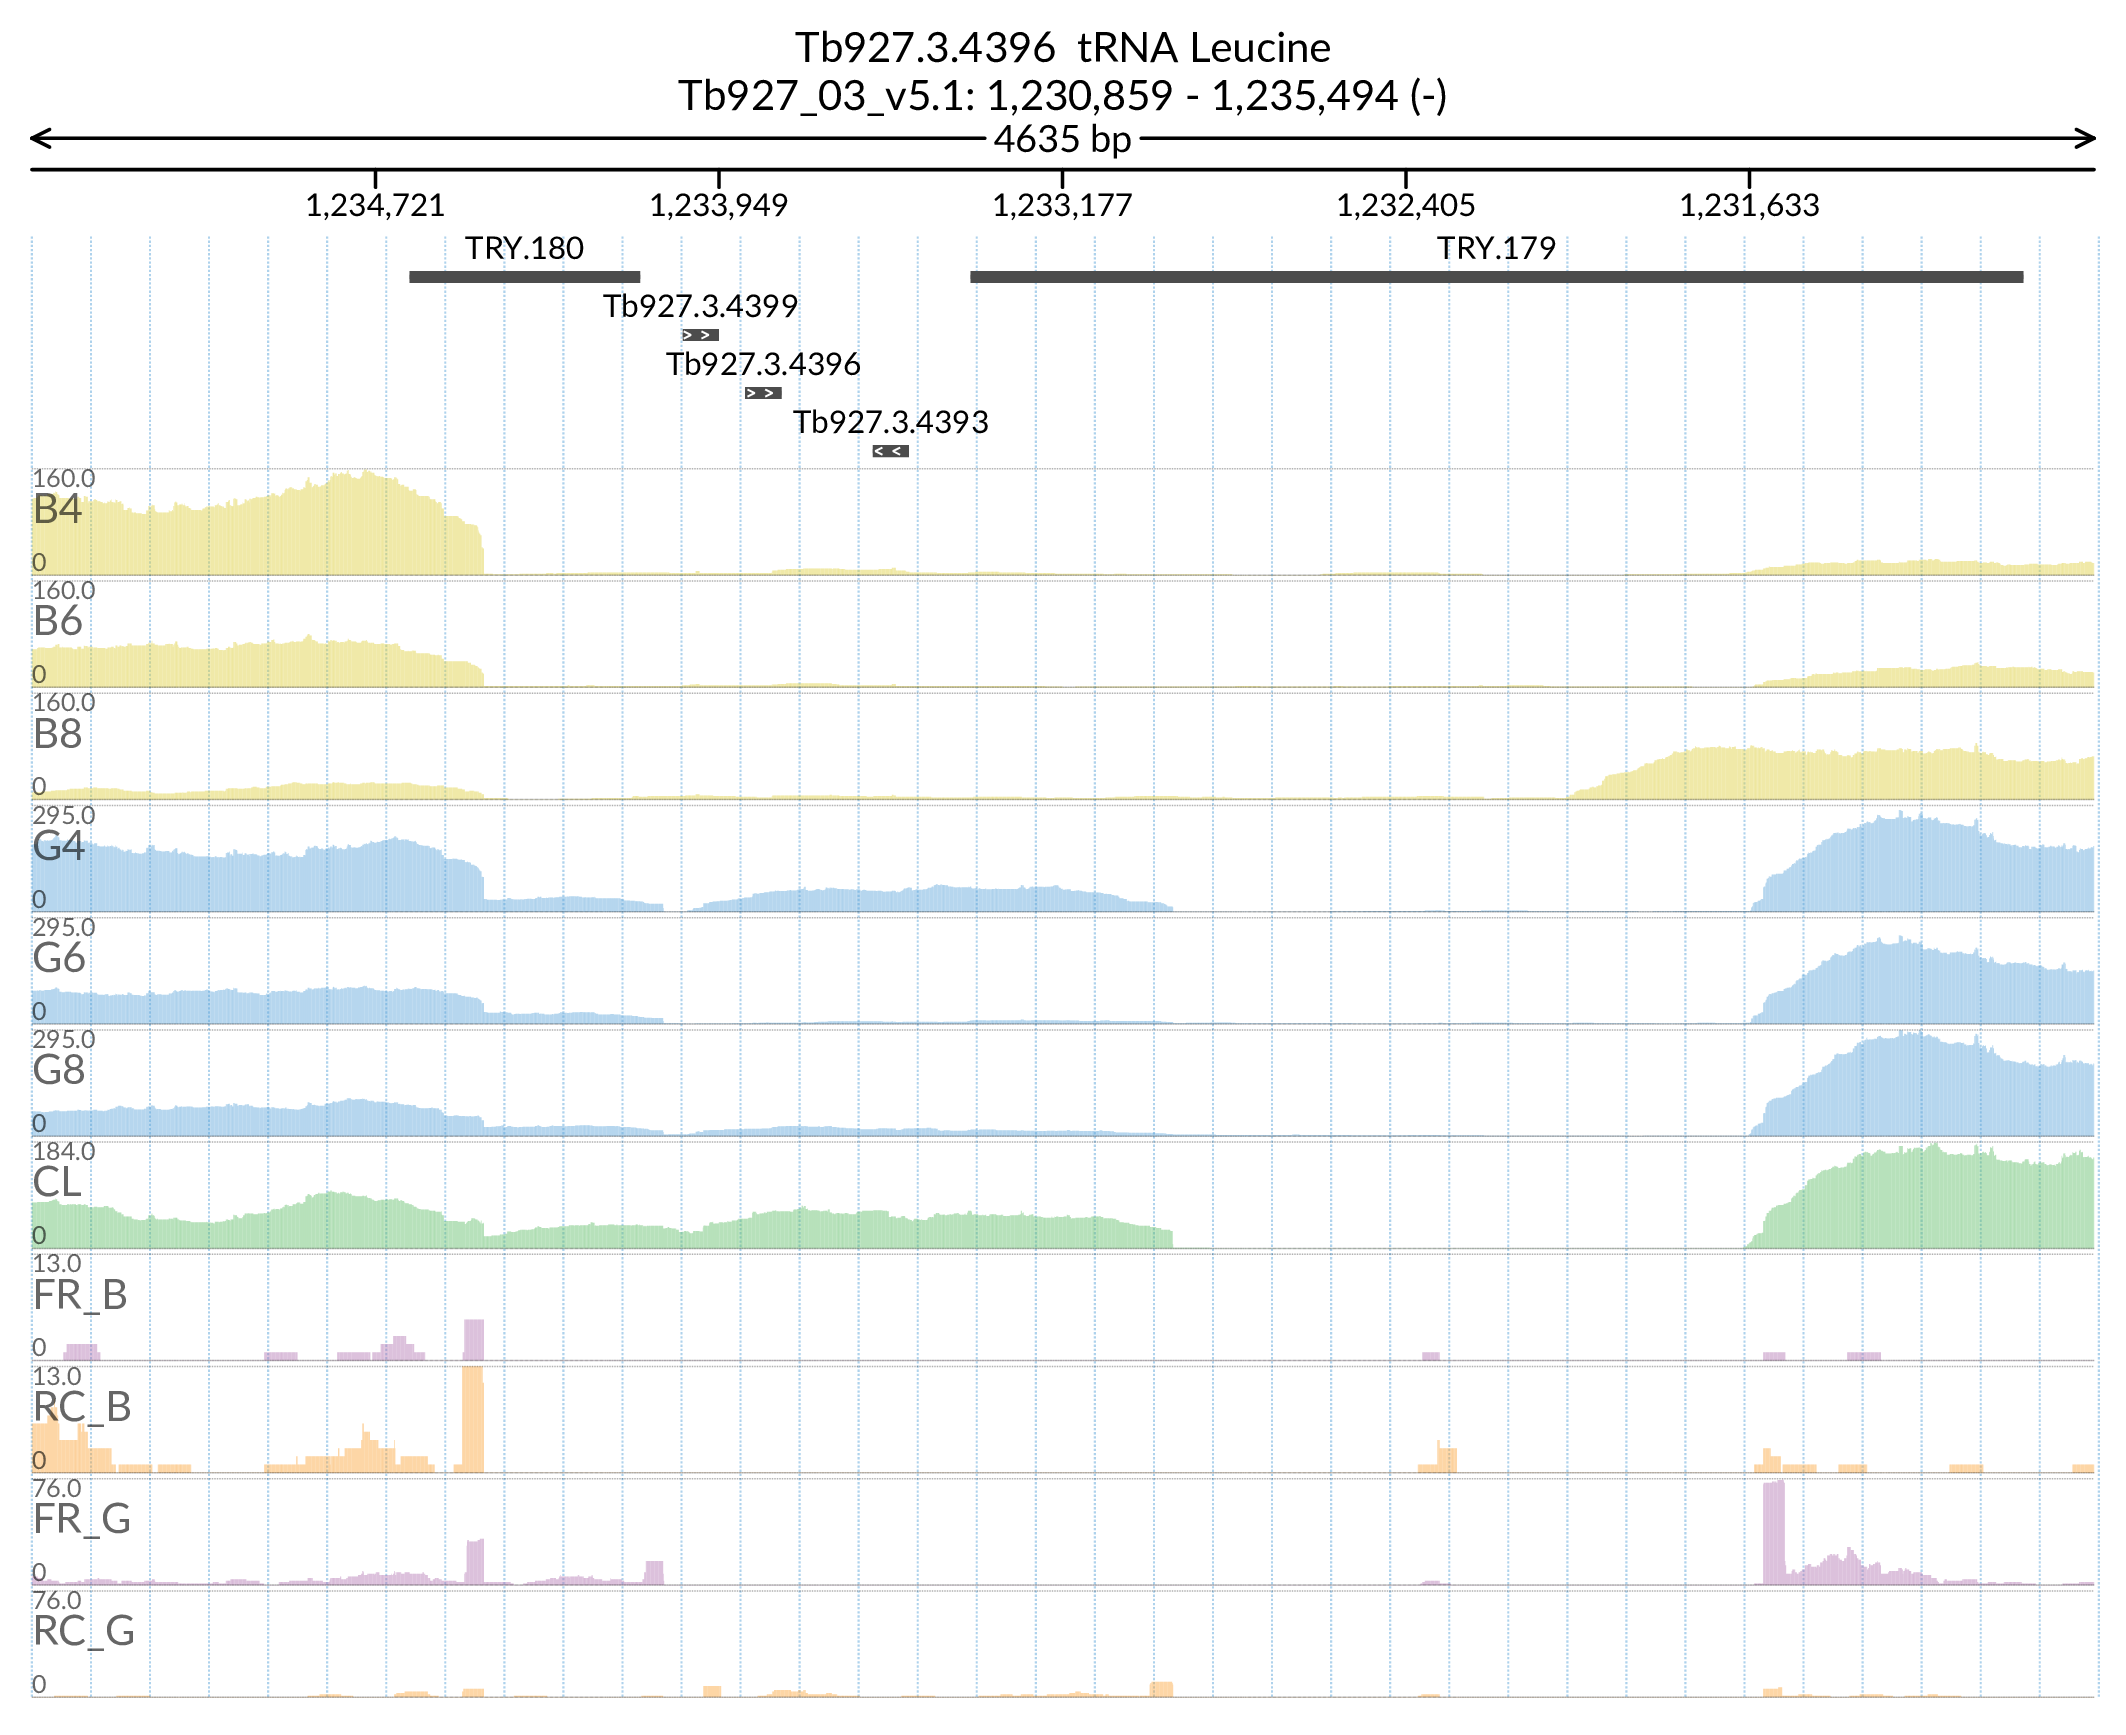 Tb927.3.4396 tRNA Leucine
Tb927_03_v5.1: 1,230,859 - 1,235,494 (-)
4635 bp
1,234,721 1,233,949 1,233,177 1,232,405 1,231,633
TRY.180 TRY.179
Tb927.3.4399
> >
Tb927.3.4396
> >
Tb927.3.4393
< <
160.0
B4
0
160.0
B6
0
160.0
B8
0
295.0
G4
0
295.0
G6
0
295.0
G8
0
184.0
CL
0
13.0
FR_B
0
13.0
RC_B
0
76.0
FR_G
0
76.0
RC_G
0